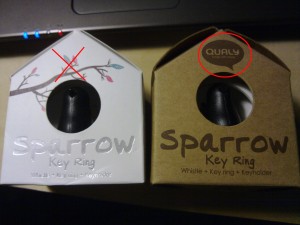 Sparrow
Key Ring
QUALY
Sparrow
Key Ring
Whistle • Key ring • Keyholder